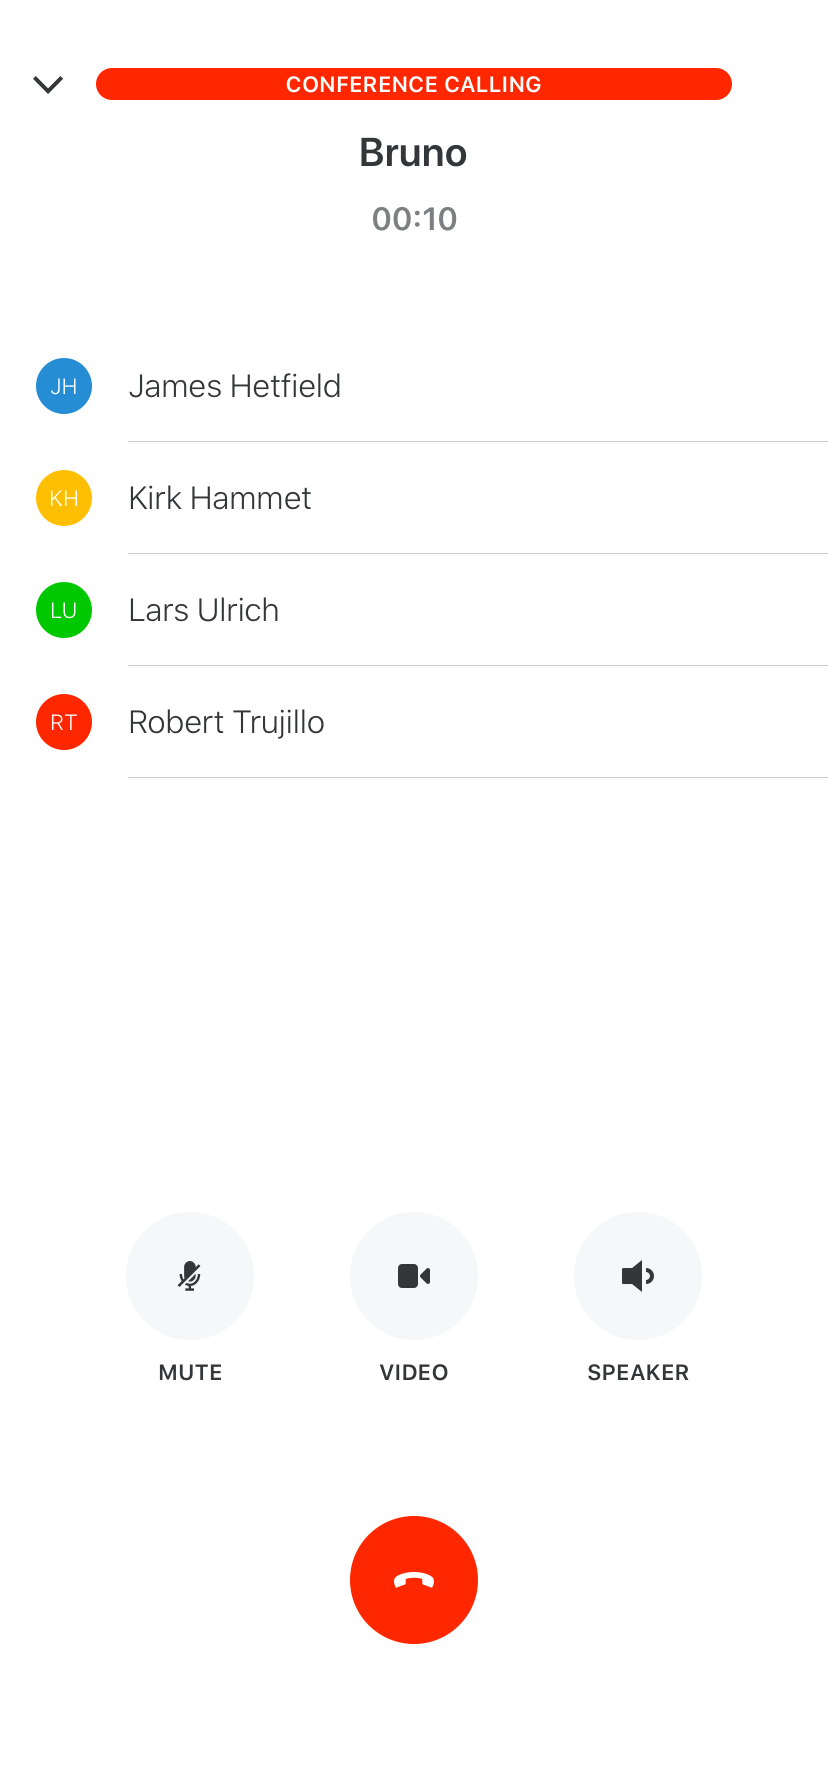 CONFERENCE CALLING
Bruno
00:10
JH James Hetfield
KH Kirk Hammet
LU Lars Ulrich
RT Robert Trujillo
MUTE VIDEO SPEAKER